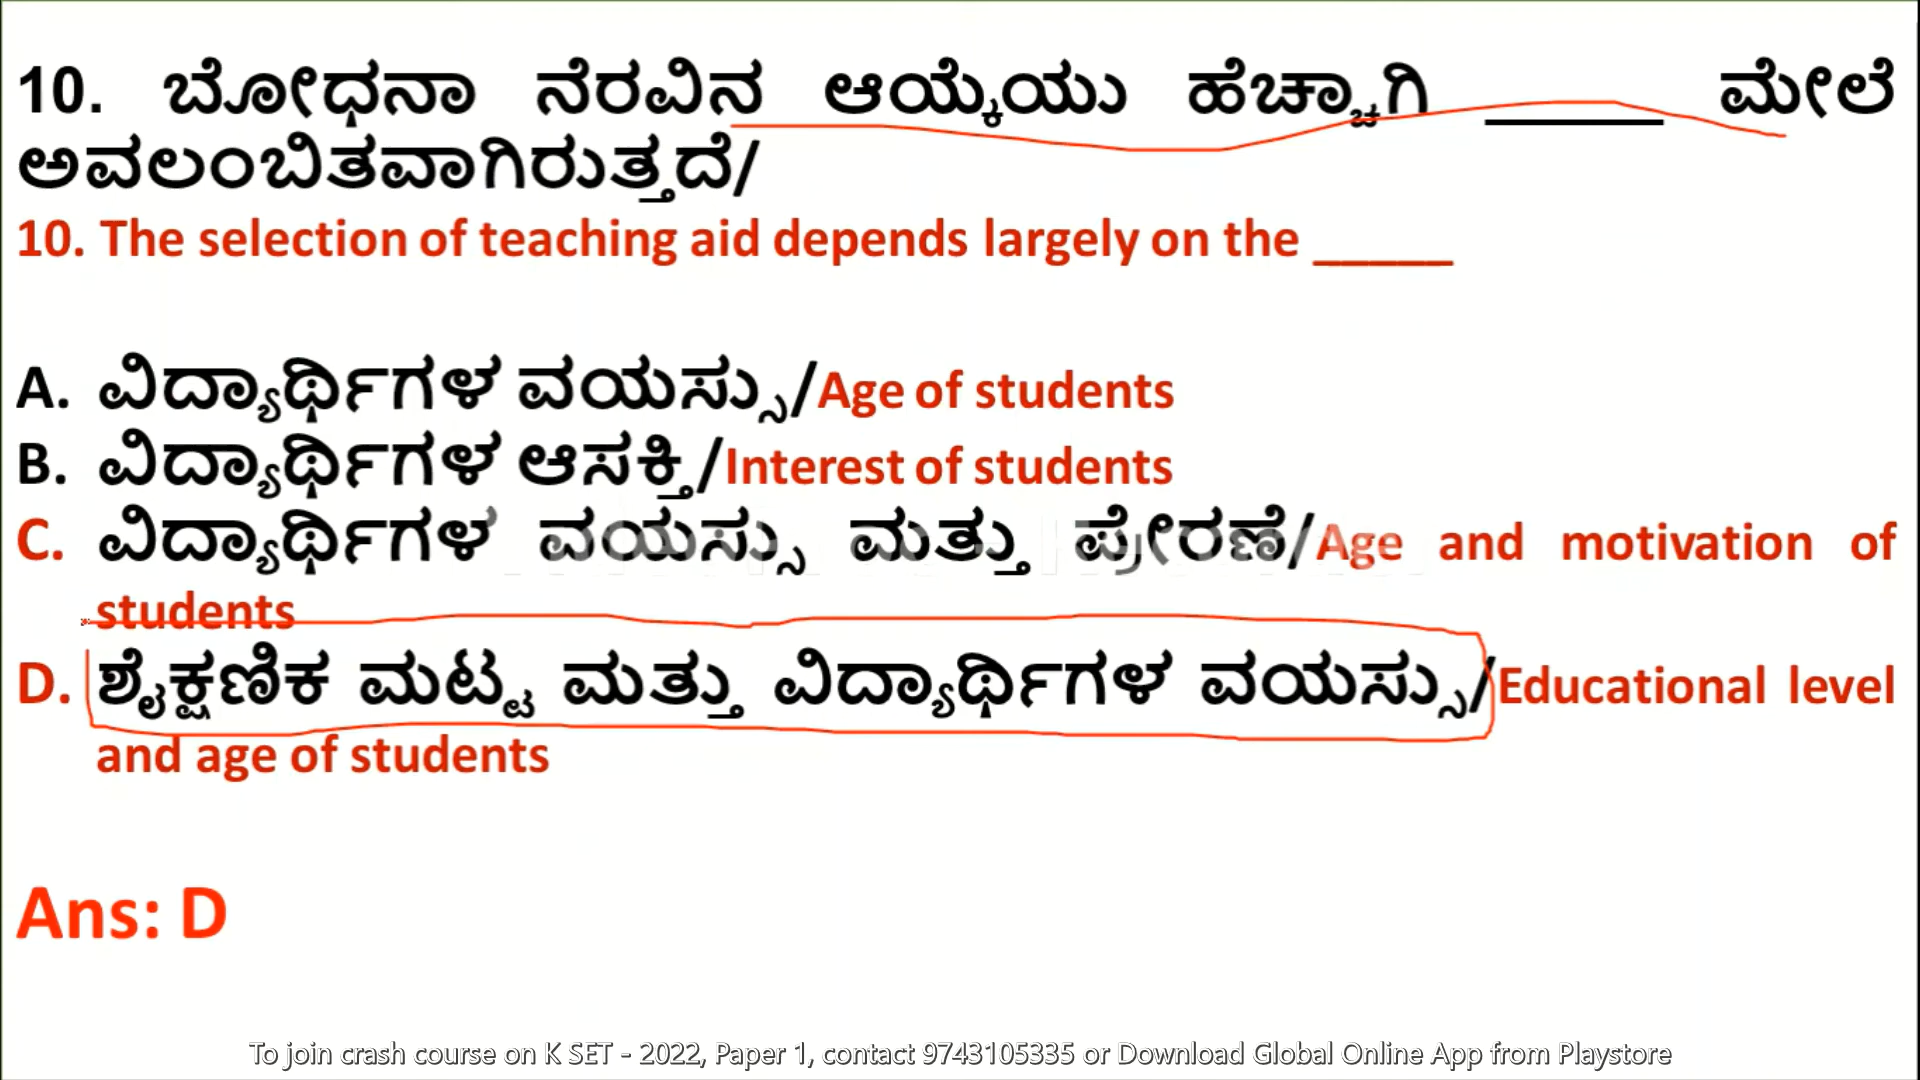 10. ಬೋಧನಾ ನೆರವಿನ ಆಯ್ಕೆಯು ಹೆಚ್ಚಾಗಿ _____ ಮೇಲೆ
ಅವಲಂಬಿತವಾಗಿರುತ್ತದೆ/
10. The selection of teaching aid depends largely on the _____
A. ವಿದ್ಯಾರ್ಥಿಗಳ ವಯಸ್ಸು/Age of students
B. ವಿದ್ಯಾರ್ಥಿಗಳ ಆಸಕ್ತಿ/Interest of students
C. ವಿದ್ಯಾರ್ಥಿಗಳ ವಯಸ್ಸು ಮತ್ತು ಪ್ರೇರಣೆ/Age and motivation of
students
D. ಶೈಕ್ಷಣಿಕ ಮಟ್ಟ ಮತ್ತು ವಿದ್ಯಾರ್ಥಿಗಳ ವಯಸ್ಸು/Educational level
and age of students
Ans: D
To join crash course on K SET - 2022, Paper 1, contact 9743105335 or Download Global Online App from Playstore